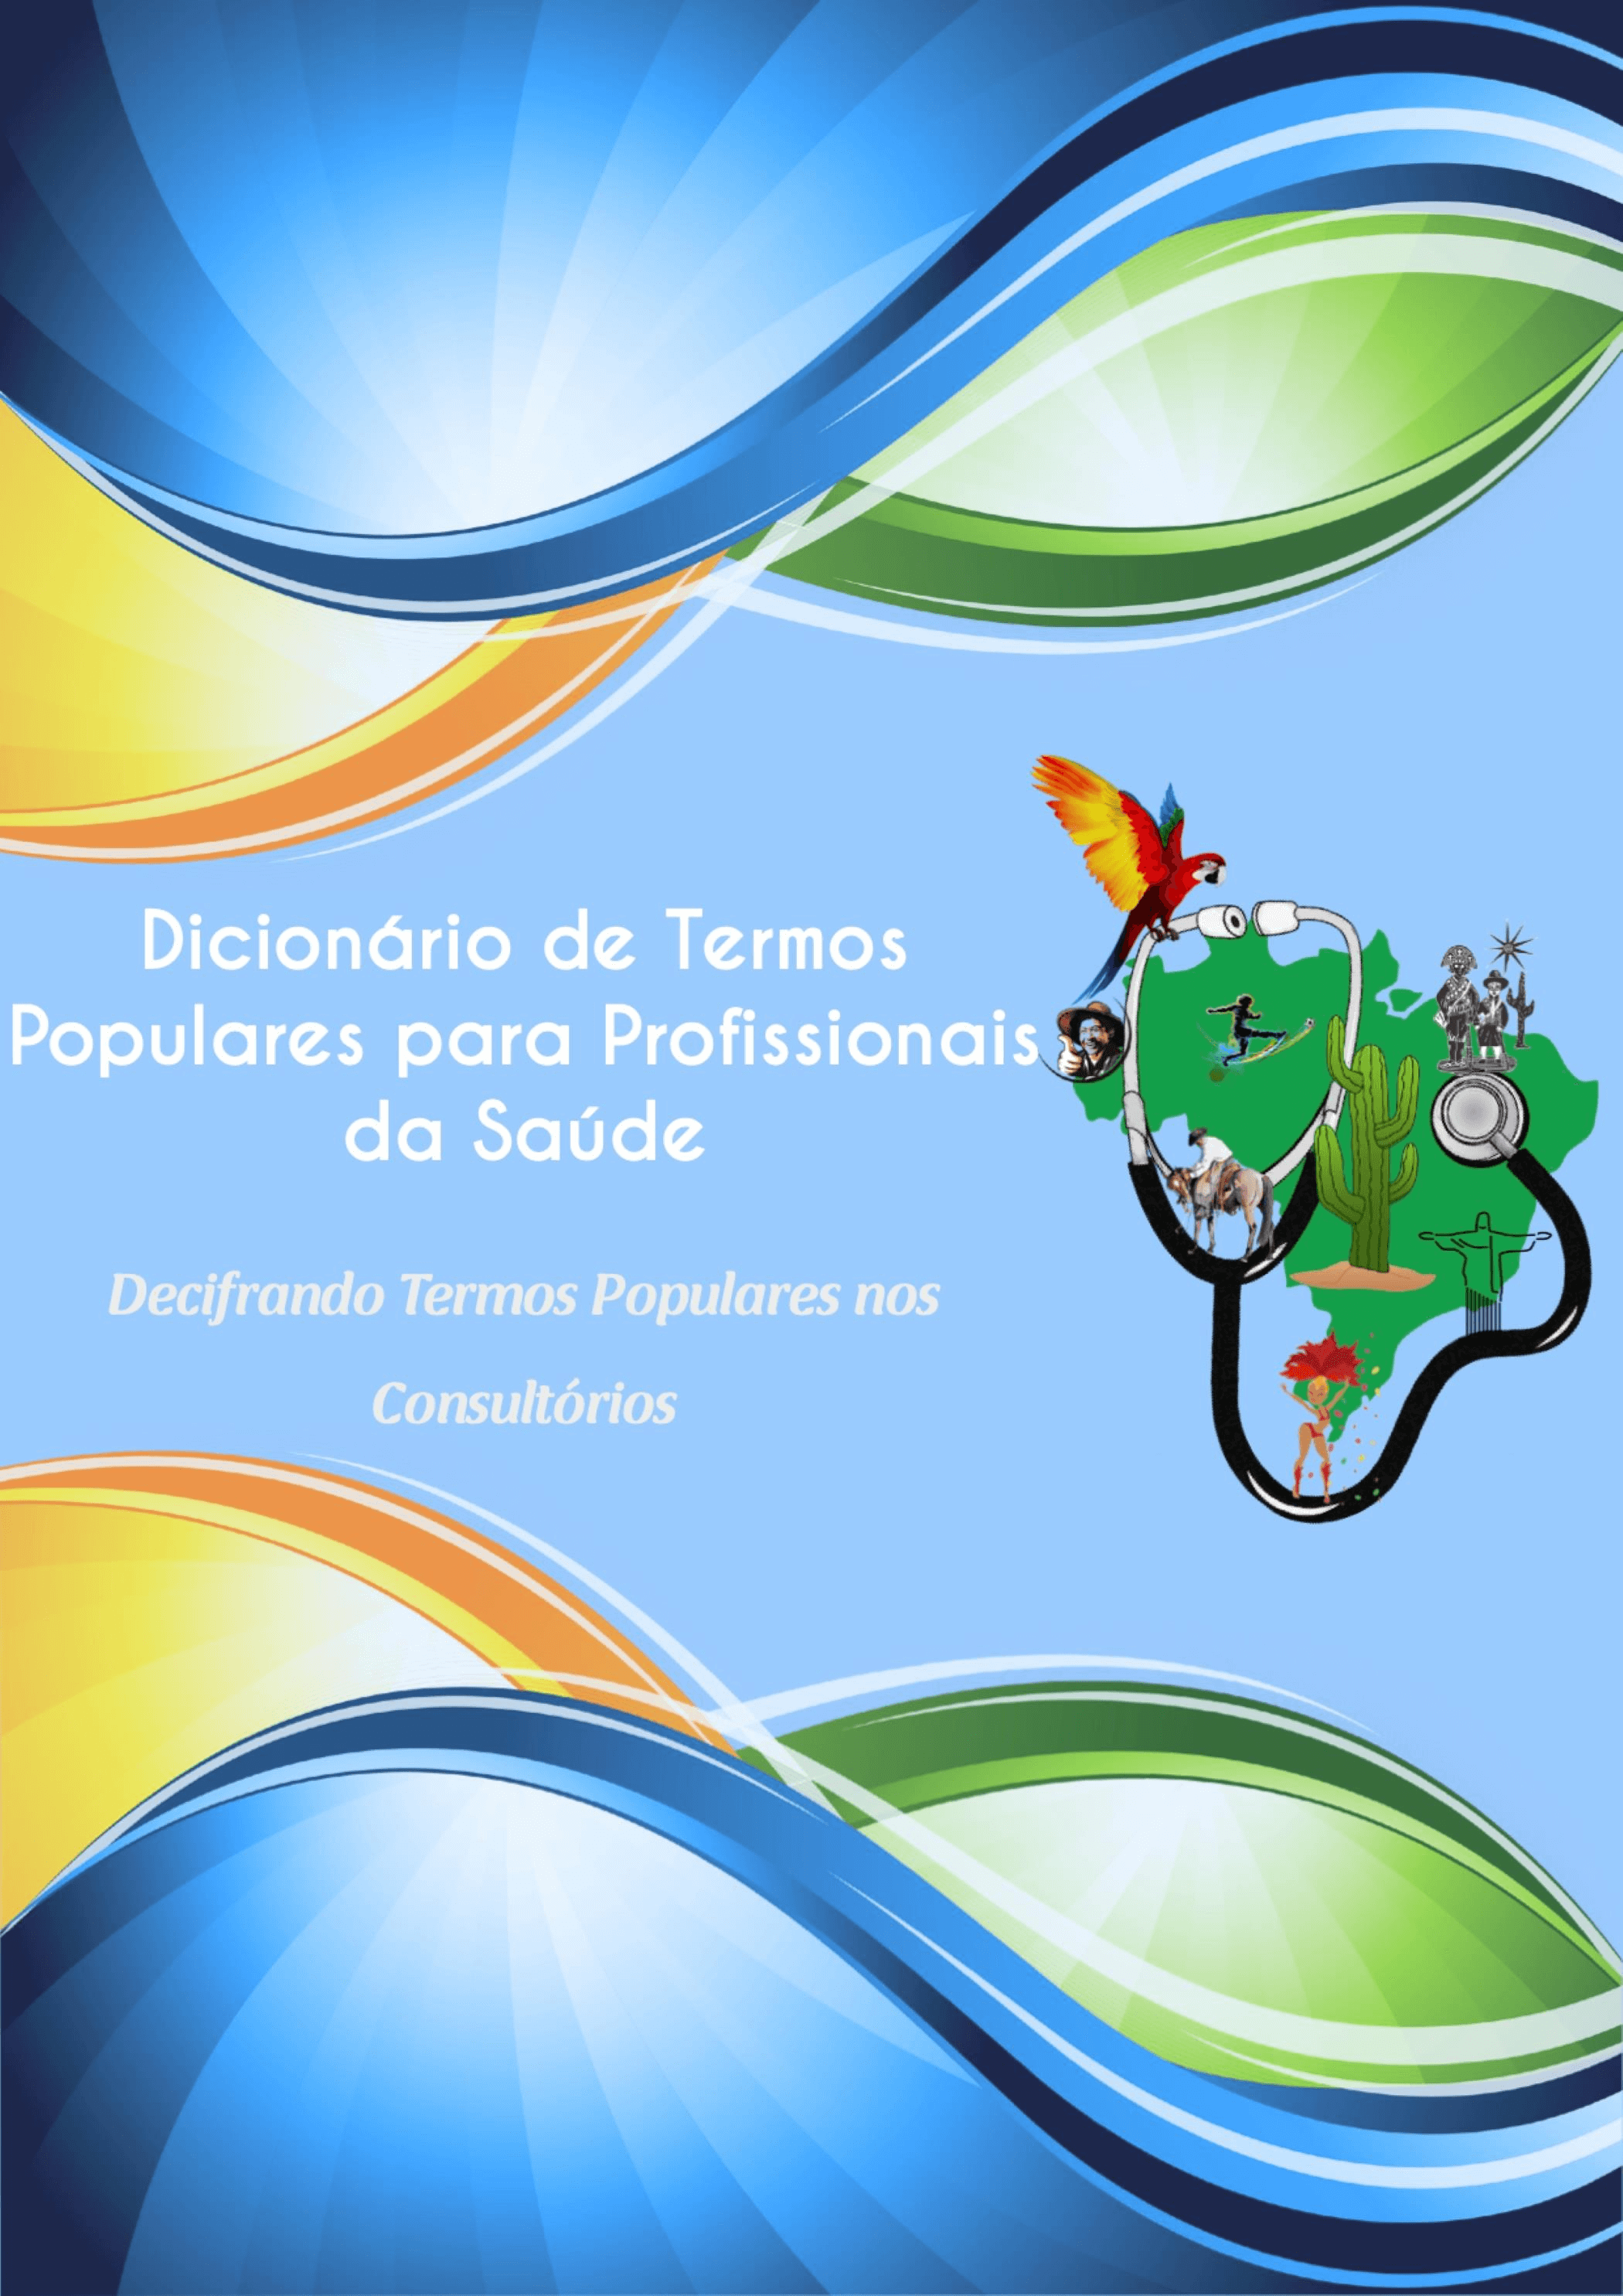 Dicionário de Termos
Populares para Profissionais
da Saúde
Decifrando Termos Populares nos
Consultórios